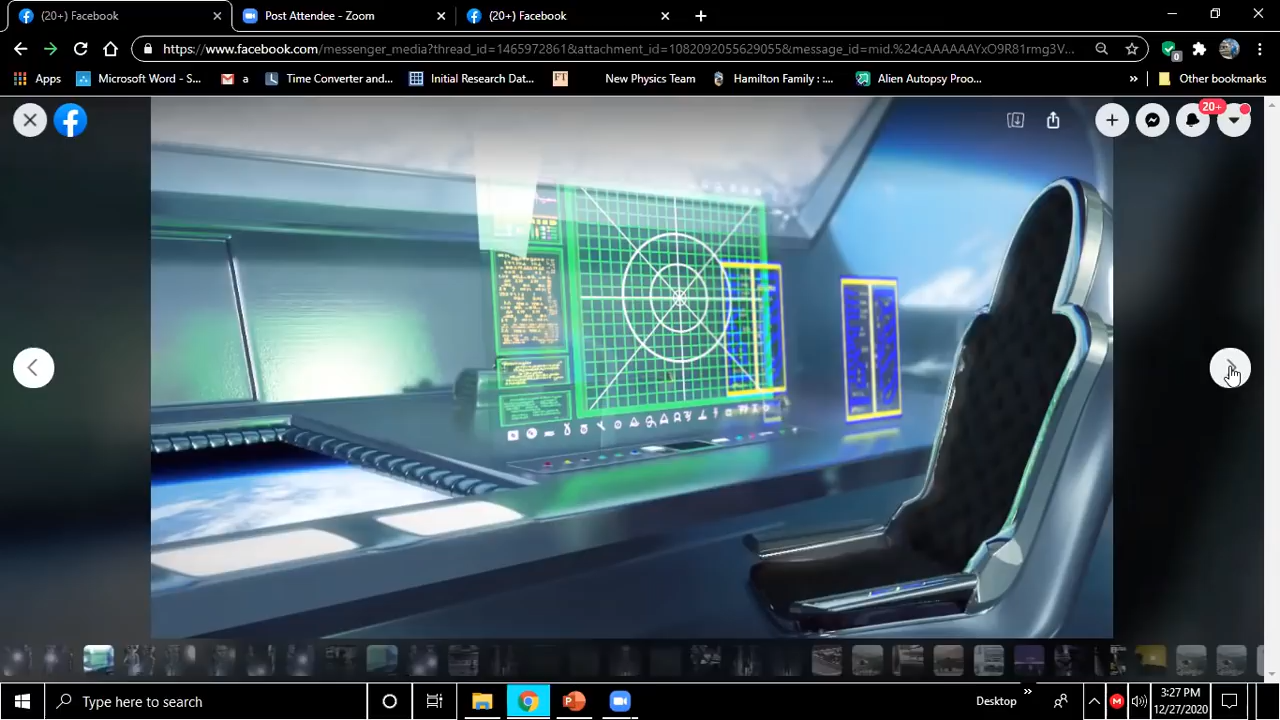 (20+) Facebook
Post Attendee - Zoom
(20+) Facebook
https://www.facebook.com/messenger_media?thread_id=1465972861&attachment_id=1082092055629055&message_id=mid.%24cAAAAAAYxO9R81rmg3V...
Apps
Microsoft Word - S...
a
Time Converter and...
Initial Research Dat...
FT
New Physics Team
Hamilton Family : :...
Alien Autopsy Proo...
»
Other bookmarks
20+
Type here to search
Desktop
»
3:27 PM
12/27/2020